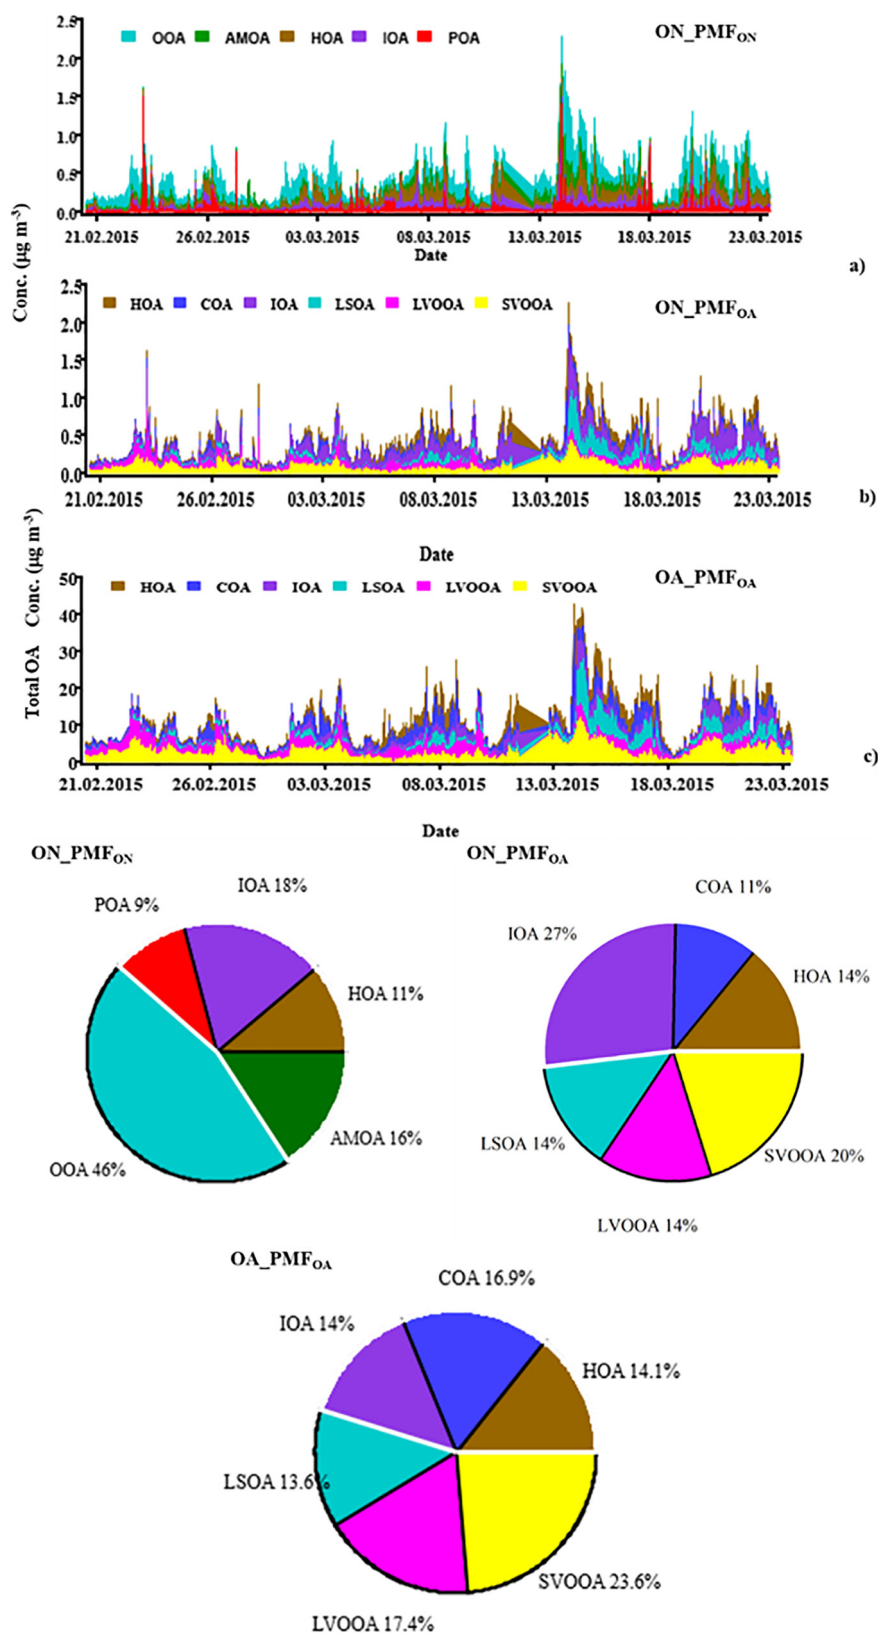 OOA AMOA HOA IOA POA
ON_PMFON
2.5
2.0
1.5
1.0
0.5
0.0
21.02.2015 26.02.2015 03.03.2015 08.03.2015 13.03.2015 18.03.2015 23.03.2015
Date
a)
Conc. (µg m-3)
HOA COA IOA LSOA LVOOA SVOOA
ON_PMFOA
2.5
2.0
1.5
1.0
0.5
0.0
21.02.2015 26.02.2015 03.03.2015 08.03.2015 13.03.2015 18.03.2015 23.03.2015
b)
Date
Total OA Conc. (µg m-3)
HOA COA IOA LSOA LVOOA SVOOA
OA_PMFOA
50
40
30
20
10
0
21.02.2015 26.02.2015 03.03.2015 08.03.2015 13.03.2015 18.03.2015 23.03.2015
c)
Date
ON_PMFON
IOA 18%
POA 9%
HOA 11%
AMOA 16%
OOA 46%
ON_PMFOA
COA 11%
IOA 27%
HOA 14%
LSOA 14%
SVOOA 20%
LVOOA 14%
OA_PMFOA
COA 16.9%
IOA 14%
HOA 14.1%
LSOA 13.6%
SVOOA 23.6%
LVOOA 17.4%